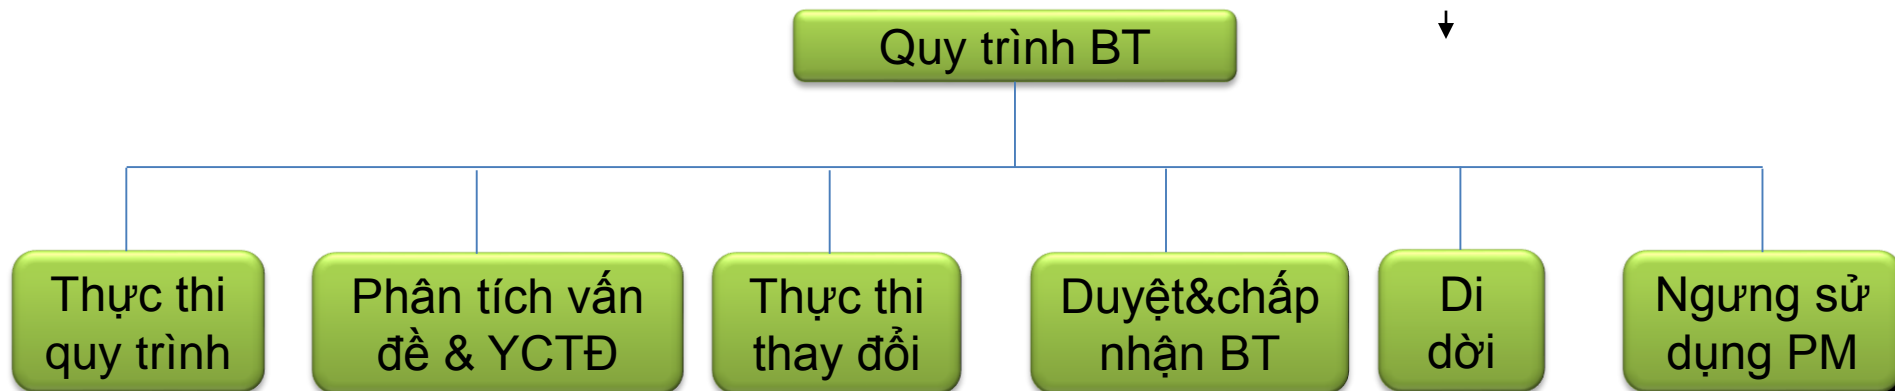 Quy trình BT
Thực thi
quy trình
Phân tích vấn
đề & YCTĐ
Thực thi
thay đổi
Duyệt&chấp
nhận BT
Di
dời
Ngưng sử
dụng PM